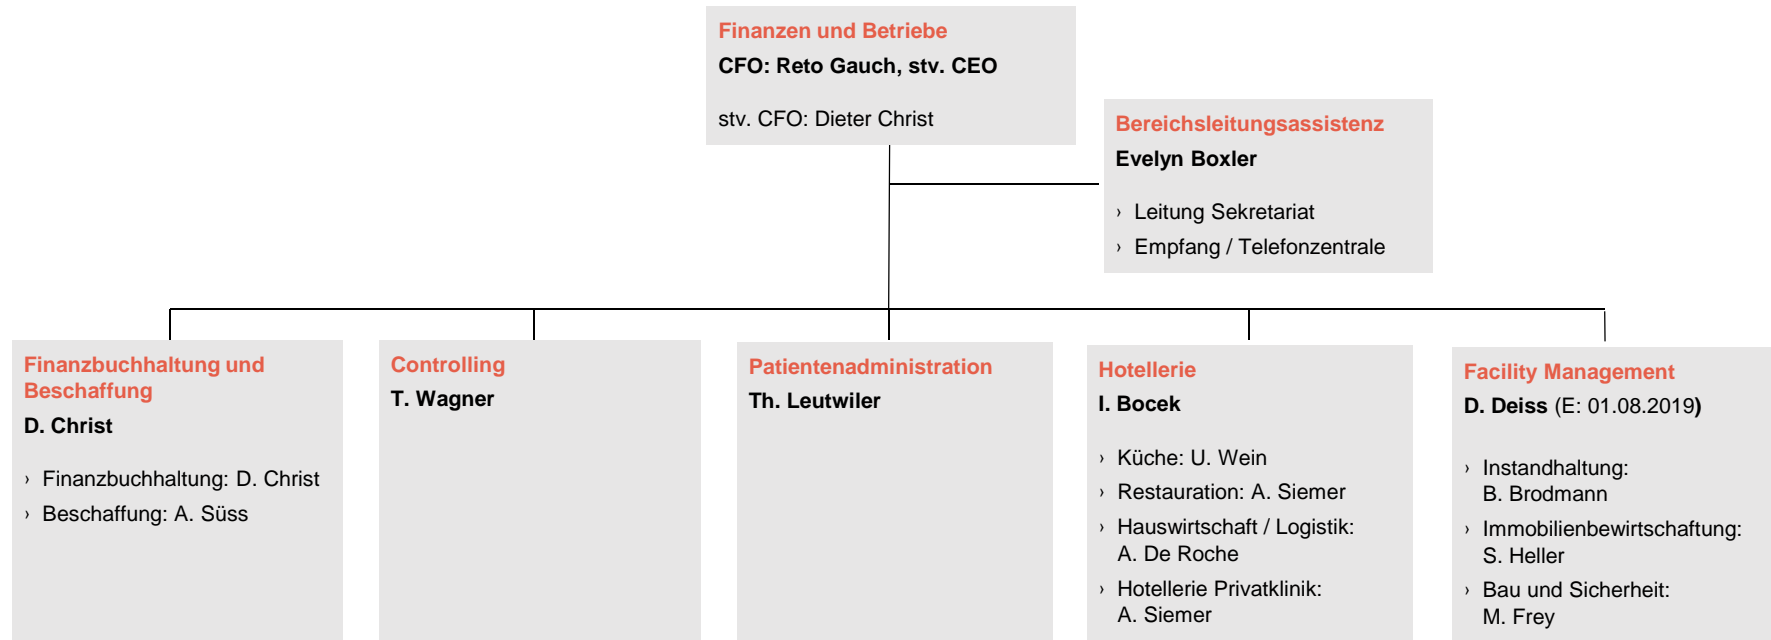 Finanzen und Betriebe
CFO: Reto Gauch, stv. CEO
stv. CFO: Dieter Christ
Bereichsleitungsassistenz
Evelyn Boxler
› Leitung Sekretariat
› Empfang / Telefonzentrale
Finanzbuchhaltung und
Beschaffung
D. Christ
› Finanzbuchhaltung: D. Christ
› Beschaffung: A. Süss
Controlling
T. Wagner
Patientenadministration
Th. Leutwiler
Hotellerie
I. Bocek
› Küche: U. Wein
› Restauration: A. Siemer
› Hauswirtschaft / Logistik:
A. De Roche
› Hotellerie Privatklinik:
A. Siemer
Facility Management
D. Deiss (E: 01.08.2019)
› Instandhaltung:
B. Brodmann
› Immobilienbewirtschaftung:
S. Heller
› Bau und Sicherheit:
M. Frey